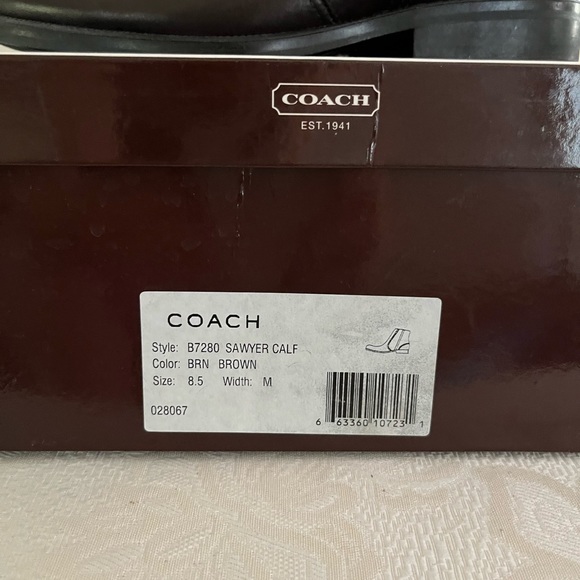 COACH
EST.1941
COACH
Style: B7280 SAWYER CALF
Color: BRN BROWN
Size: 8.5 Width: M
028067
6 63360 10723 1